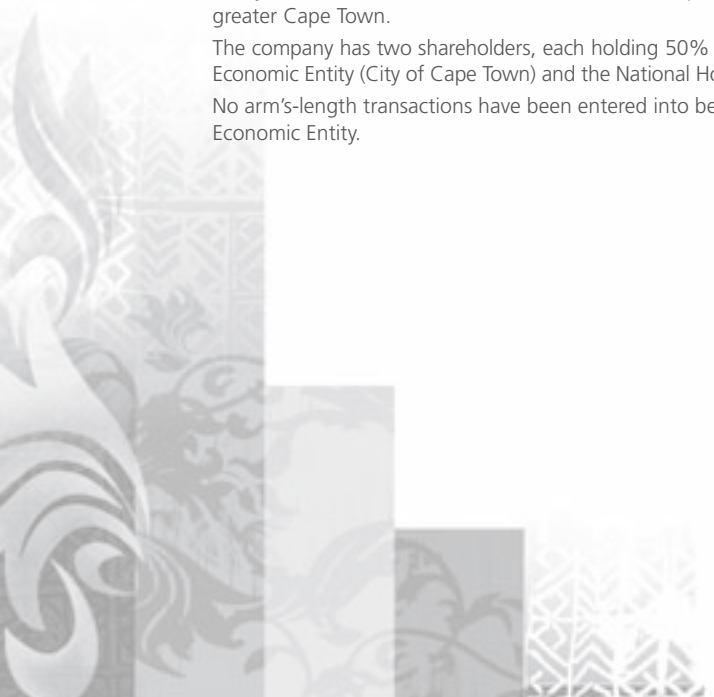 greater Cape Town.
The company has two shareholders, each holding 50%
Economic Entity (City of Cape Town) and the National
No arm's-length transactions have been entered into
Economic Entity.